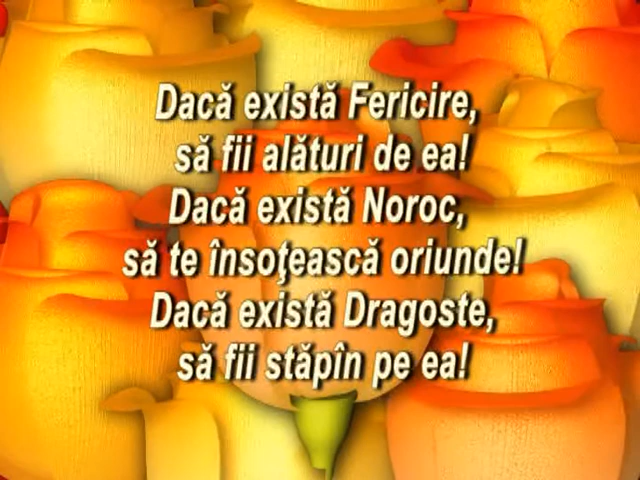 Dacă există Fericire,
să fii alături de ea!
Dacă există Noroc,
să te însoţească oriunde!
Dacă există Dragoste,
să fii stăpîn pe ea!